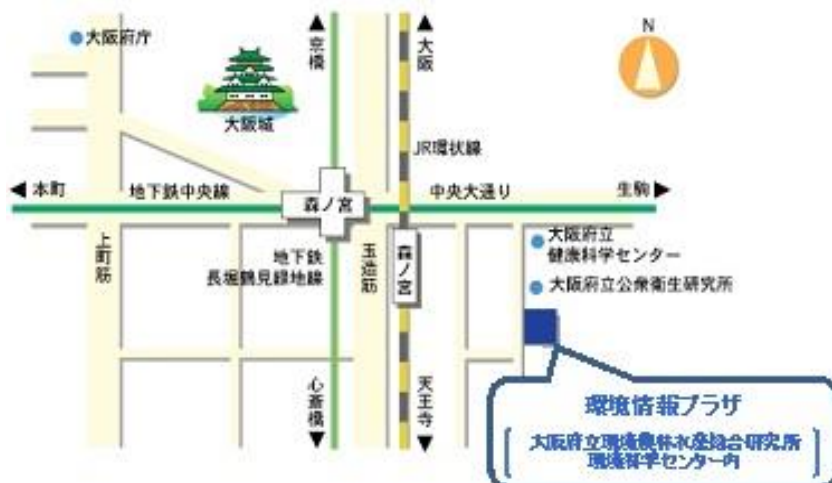 N
大阪府庁
京橋
大阪
大阪城
JR環状線
本町
地下鉄中央線
森ノ宮
中央大通り
生駒
上町筋
地下鉄
長堀鶴見緑地線
玉造筋
森ノ宮
大阪府立
健康科学センター
大阪府立公衆衛生研究所
心斎橋
天王寺
環境情報プラザ
大阪府立環境農林水産総合研究所
環境科学センター内